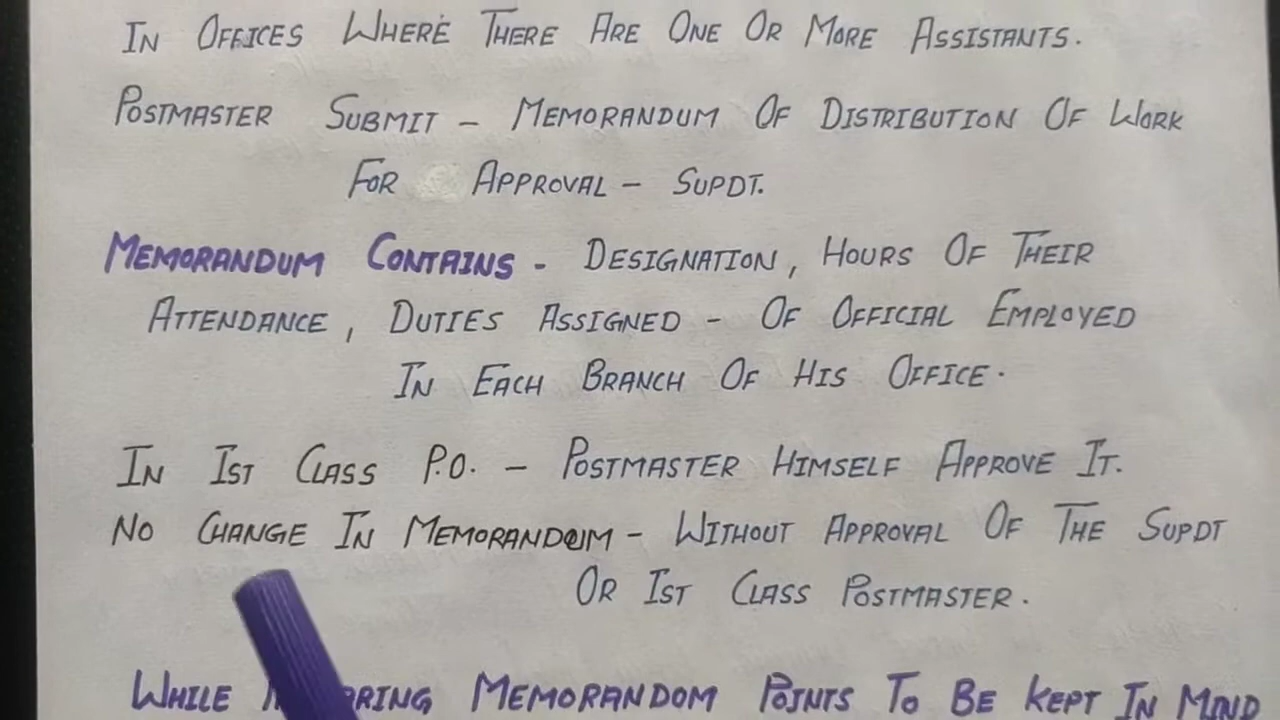 IN OFFICES WHERE THERE ARE ONE OR MORE ASSISTANTS.
POSTMASTER SUBMIT - MEMORANDUM OF DISTRIBUTION OF WORK
FOR APPROVAL - SUPDT.
MEMORANDUM CONTAINS - DESIGNATION, HOURS OF THEIR
ATTENDANCE, DUTIES ASSIGNED - OF OFFICIAL EMPLOYED
IN EACH BRANCH OF HIS OFFICE.
IN IST CLASS P.O. - POSTMASTER HIMSELF APPROVE IT.
NO CHANGE IN MEMORANDUM - WITHOUT APPROVAL OF THE SUPDT
OR IST CLASS POSTMASTER.
WHILE MEMORANDOM POINTS TO BE KEPT IN MIND